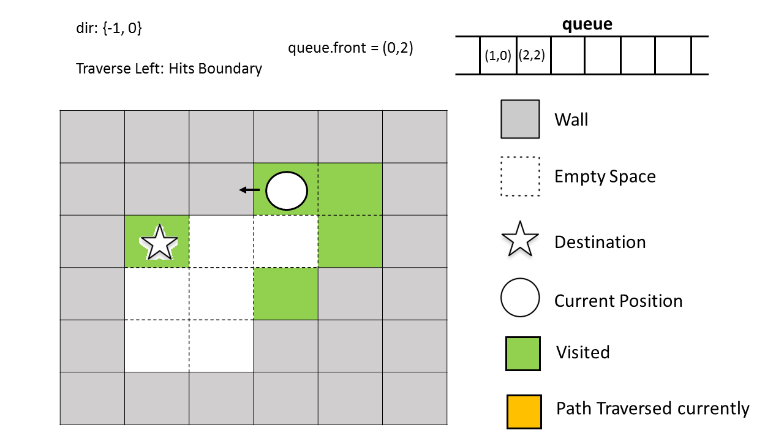 dir: {-1, 0}
Traverse Left: Hits Boundary
queue.front = (0,2)
queue
(1,0) (2,2)
Wall
Empty Space
Destination
Current Position
Visited
Path Traversed currently